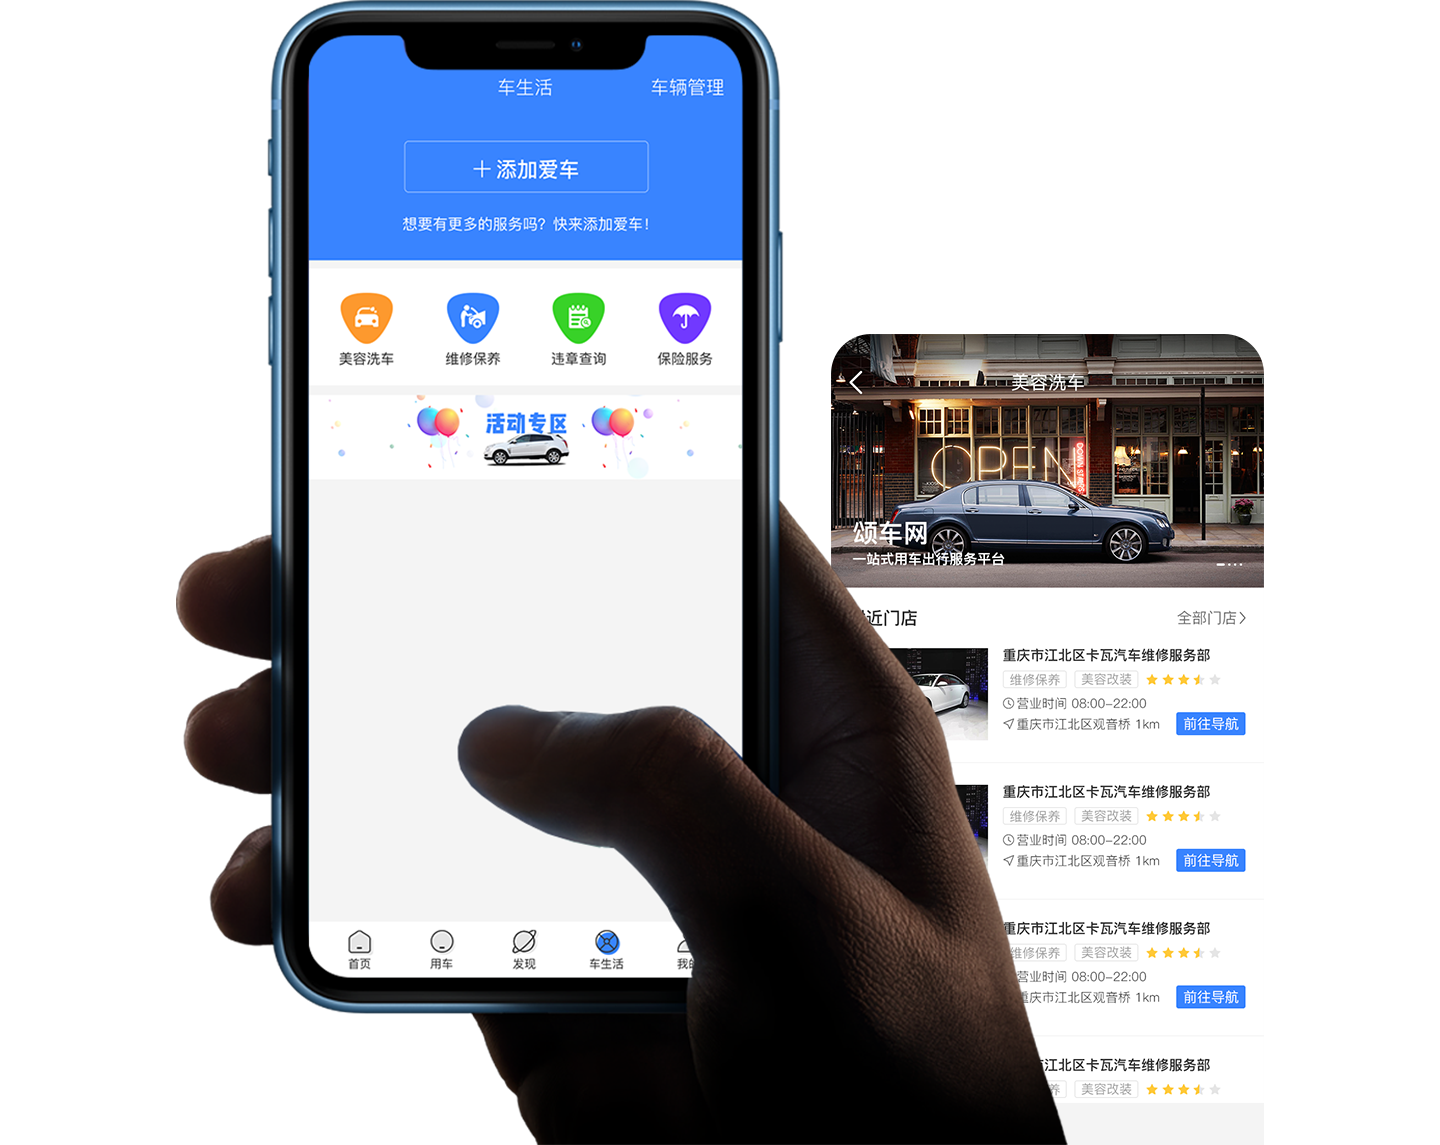 车生活
车辆管理
添加爱车
想要有更多的服务吗？快来添加爱车！
美容洗车
维修保养
违章查询
保险服务
活动专区
首页
用车
发现
车生活
我
美容洗车
OPEN
颂车网
一站式用车出行服务平台
近门店
全部门店
重庆市江北区卡瓦汽车维修服务部
维修保养 美容改装
营业时间 08:00-22:00
重庆市江北区观音桥 1km 前往导航
重庆市江北区卡瓦汽车维修服务部
维修保养 美容改装
营业时间 08:00-22:00
重庆市江北区观音桥 1km 前往导航
重庆市江北区卡瓦汽车维修服务部
维修保养 美容改装
营业时间 08:00-22:00
重庆市江北区观音桥 1km 前往导航
江北区卡瓦汽车维修服务部
养 美容改装